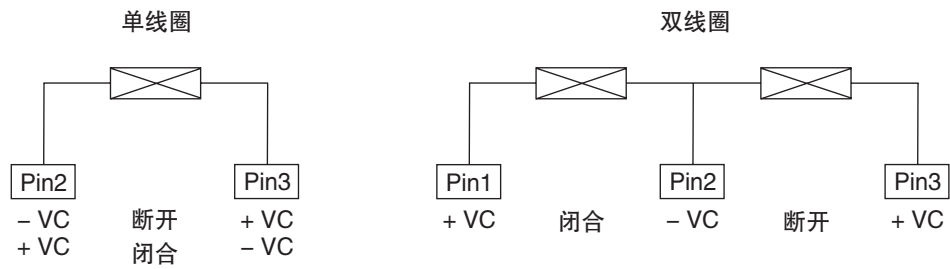 单线圈 双线圈
Pin2 Pin3 Pin1 Pin2 Pin3
– VC 断开 + VC + VC 闭合 – VC 断开 + VC
+ VC 闭合 – VC